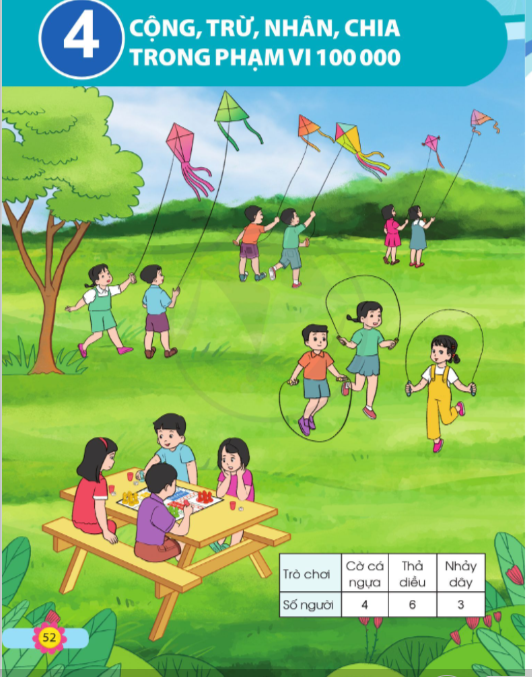 4
CỘNG, TRỪ, NHÂN, CHIA
TRONG PHẠM VI 100 000
Trò chơi | Cờ cá ngựa | Thả diều | Nhảy dây
Số người | 4 | 6 | 3
52